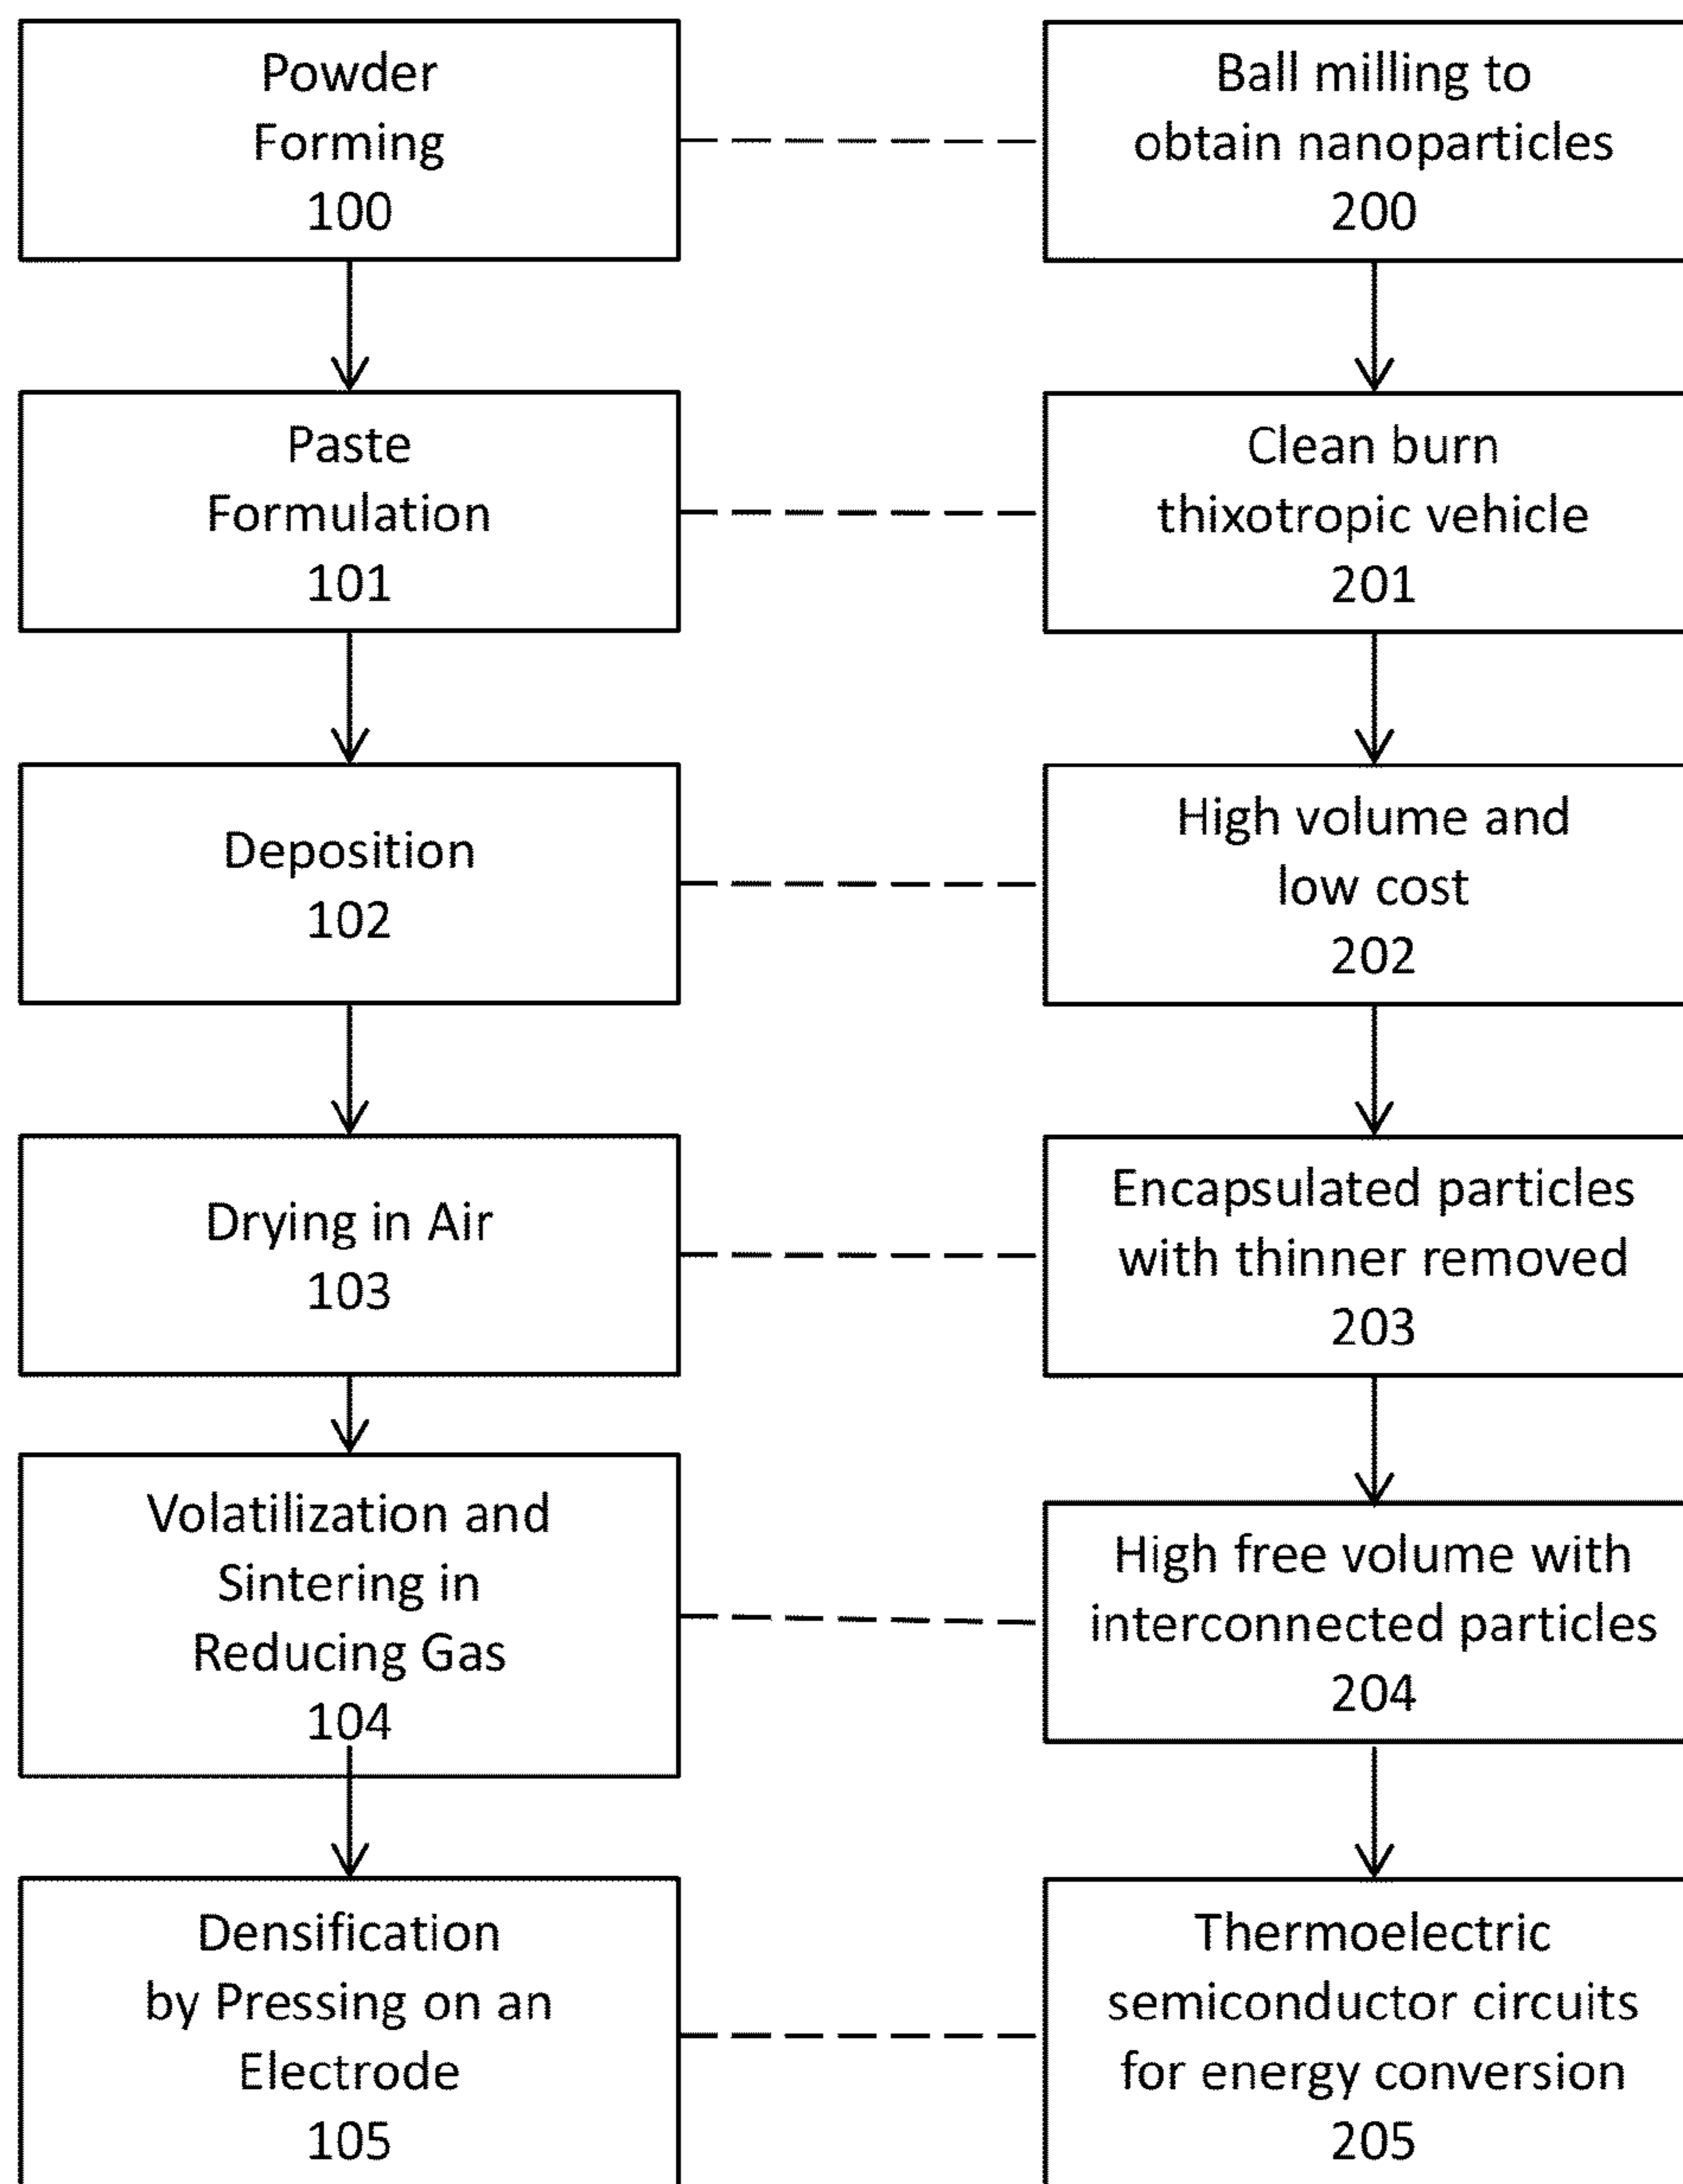 Powder
Forming
100
Ball milling to
obtain nanoparticles
200
Paste
Formulation
101
Clean burn
thixotropic vehicle
201
Deposition
102
High volume and
low cost
202
Drying in Air
103
Encapsulated particles
with thinner removed
203
Volatilization and
Sintering in
Reducing Gas
104
High free volume with
interconnected particles
204
Densification
by Pressing on an
Electrode
105
Thermoelectric
semiconductor circuits
for energy conversion
205